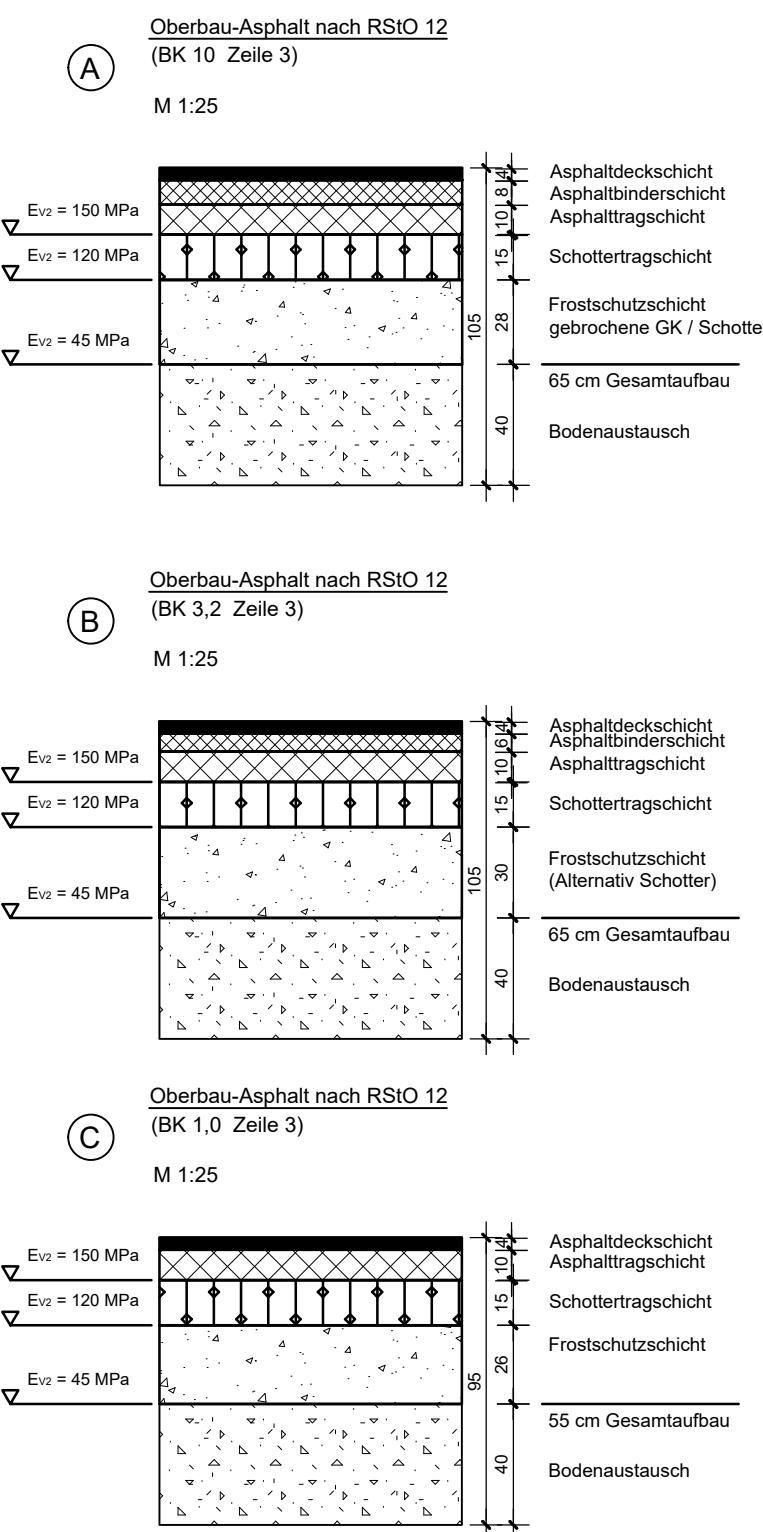 Oberbau-Asphalt nach RStO 12
A
(BK 10 Zeile 3)
M 1:25
4
Asphaltdeckschicht
8
Asphaltbinderschicht
EV2 = 150 MPa
10
Asphalttragschicht
EV2 = 120 MPa
15
Schottertragschicht
105
28
Frostschutzschicht
gebrochene GK / Schotte
EV2 = 45 MPa
65 cm Gesamtaufbau
40
Bodenaustausch
Oberbau-Asphalt nach RStO 12
B
(BK 3,2 Zeile 3)
M 1:25
4
Asphaltdeckschicht
6
Asphaltbinderschicht
EV2 = 150 MPa
10
Asphalttragschicht
EV2 = 120 MPa
15
Schottertragschicht
105
30
Frostschutzschicht
(Alternativ Schotter)
EV2 = 45 MPa
65 cm Gesamtaufbau
40
Bodenaustausch
Oberbau-Asphalt nach RStO 12
C
(BK 1,0 Zeile 3)
M 1:25
4
Asphaltdeckschicht
EV2 = 150 MPa
10
Asphalttragschicht
EV2 = 120 MPa
15
Schottertragschicht
95
26
Frostschutzschicht
EV2 = 45 MPa
55 cm Gesamtaufbau
40
Bodenaustausch